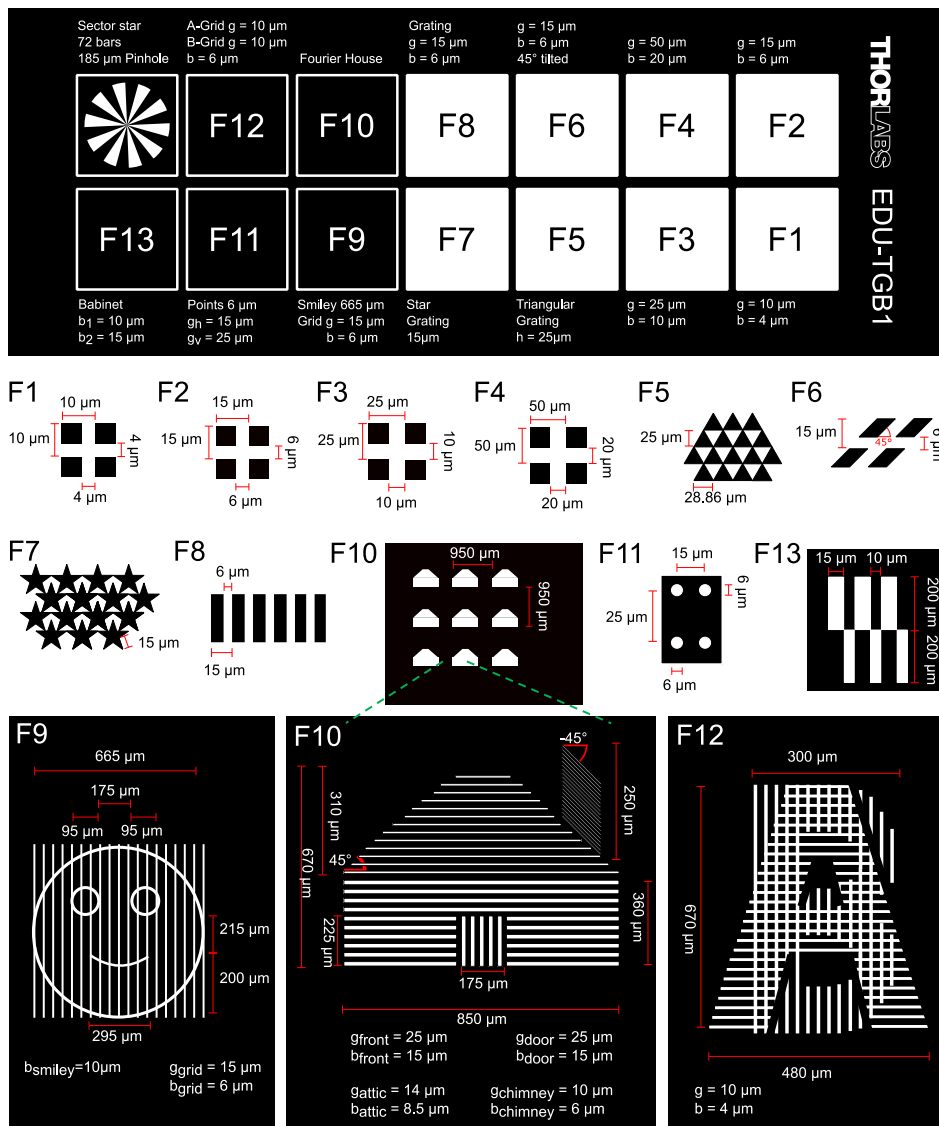 Sector star
72 bars
185 µm Pinhole
A-Grid g = 10 µm
B-Grid g = 10 µm
b = 6 µm
Fourier House
Grating
g = 15 µm
b = 6 µm
g = 15 µm
b = 6 µm
45° tilted
g = 50 µm
b = 20 µm
g = 15 µm
b = 6 µm
F12
F10
F8
F6
F4
F2
F13
F11
F9
F7
F5
F3
F1
Babinet
b1 = 10 µm
b2 = 15 µm
Points 6 µm
gh = 15 µm
gv = 25 µm
Smiley 665 µm
Grid g = 15 µm
b = 6 µm
Star
Grating
15µm
Triangular
Grating
h = 25µm
g = 25 µm
b = 10 µm
g = 10 µm
b = 4 µm
THORLABS EDU-TGB1
F1
10 µm
10 µm
4 µm
4 µm
F2
15 µm
15 µm
6 µm
6 µm
F3
25 µm
25 µm
10 µm
10 µm
F4
50 µm
50 µm
20 µm
20 µm
F5
25 µm
28.86 µm
F6
15 µm
45°
F7
15 µm
F8
6 µm
15 µm
F10
950 µm
950 µm
F11
15 µm
6 µm
25 µm
6 µm
F13
15 µm
10 µm
200 µm
200 µm
F9
665 µm
175 µm
95 µm
95 µm
215 µm
200 µm
295 µm
bsmiley=10µm
ggrid = 15 µm
bgrid = 6 µm
F10
-45°
310 µm
670 µm
250 µm
45°
360 µm
225 µm
175 µm
850 µm
gfront = 25 µm
bfront = 15 µm
gdoor = 25 µm
bdoor = 15 µm
gattic = 14 µm
battic = 8.5 µm
gchimney = 10 µm
bchimney = 6 µm
F12
300 µm
670 µm
480 µm
g = 10 µm
b = 4 µm